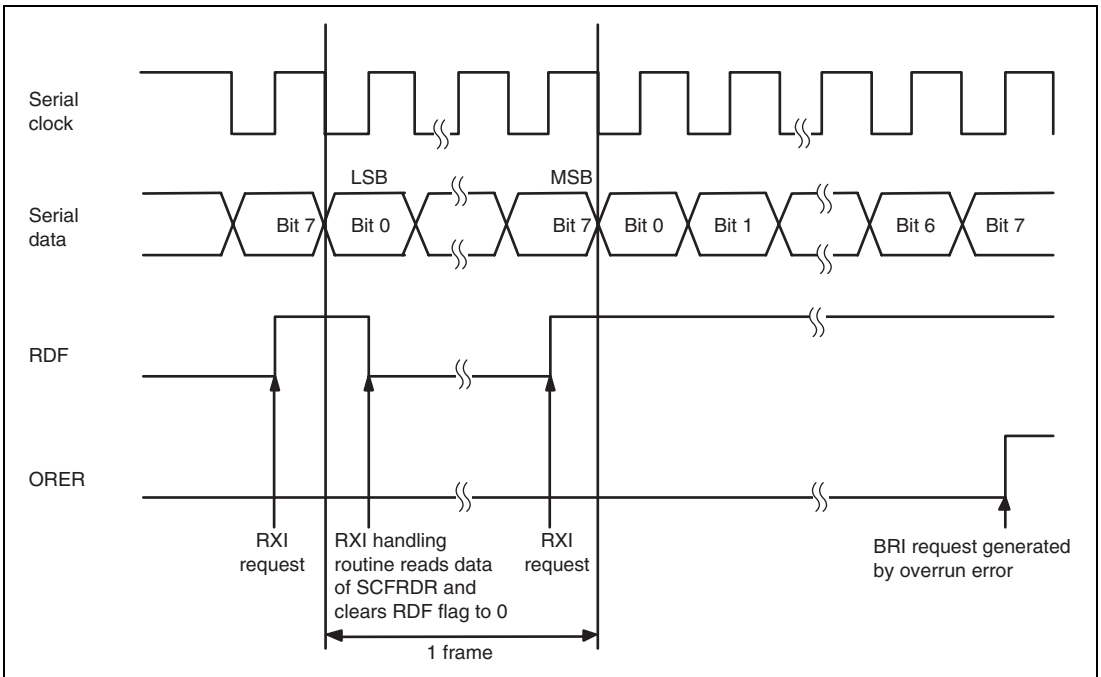 Serial
clock
LSB
MSB
Serial
data
Bit 7
Bit 0
Bit 7
Bit 0
Bit 1
Bit 6
Bit 7
RDF
ORER
RXI
request
RXI handling
routine reads data
of SCFRDR and
clears RDF flag to 0
RXI
request
BRI request generated
by overrun error
1 frame